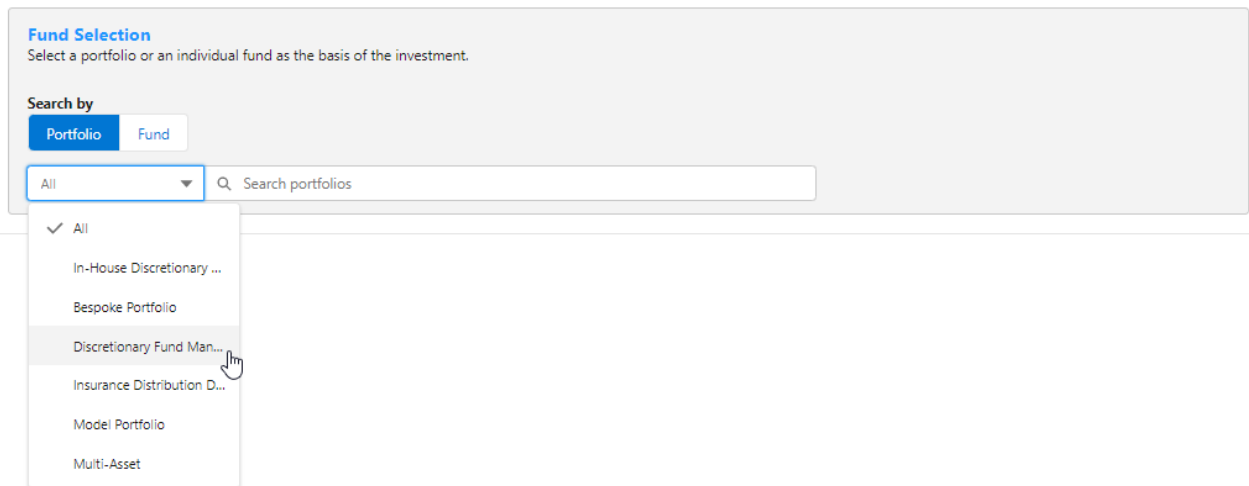 Fund Selection
Select a portfolio or an individual fund as the basis of the investment.
Search by
Portfolio Fund
All Search portfolios
All
In-House Discretionary ...
Bespoke Portfolio
Discretionary Fund Man...
Insurance Distribution D...
Model Portfolio
Multi-Asset